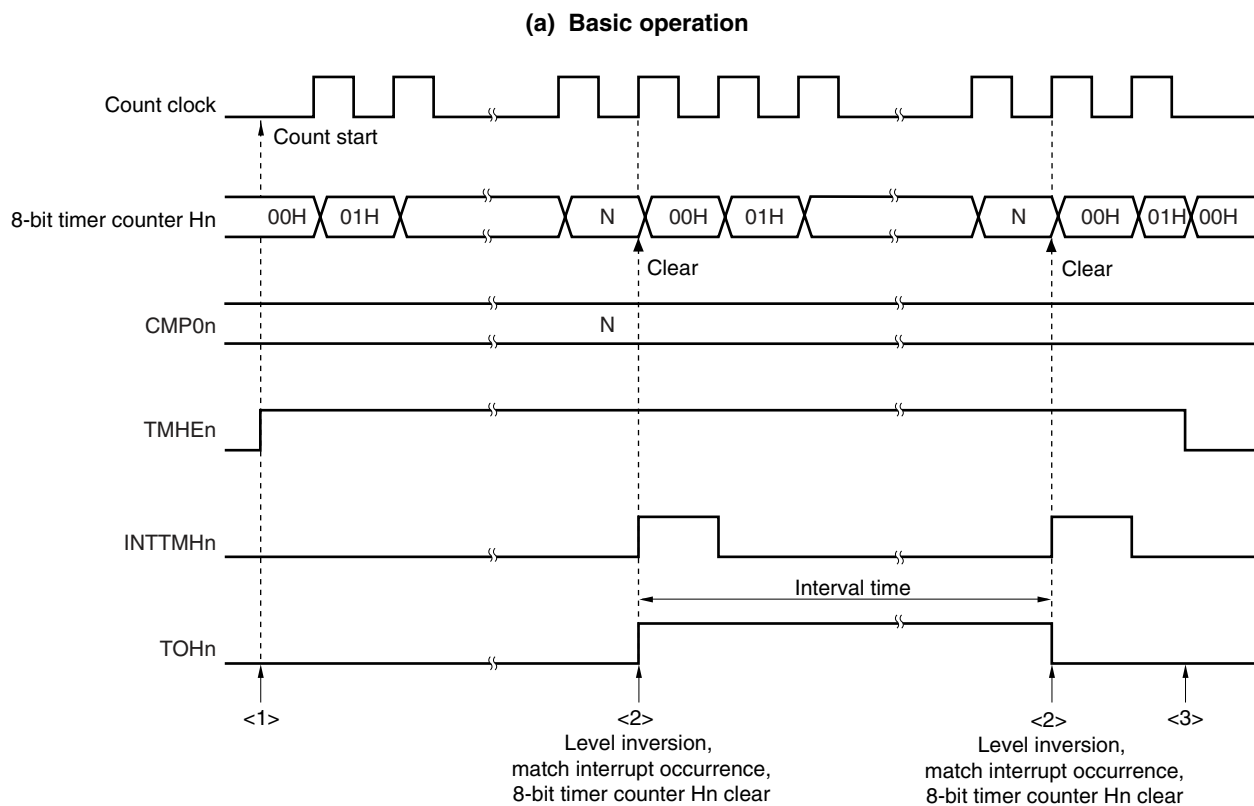 (a) Basic operation
Count clock
Count start
8-bit timer counter Hn
00H 01H N 00H 01H N 00H 01H 00H
Clear Clear
CMP0n N
TMHEn
INTTMHn
Interval time
TOHn
<1> <2> <2> <3>
Level inversion,
match interrupt occurrence,
8-bit timer counter Hn clear
Level inversion,
match interrupt occurrence,
8-bit timer counter Hn clear